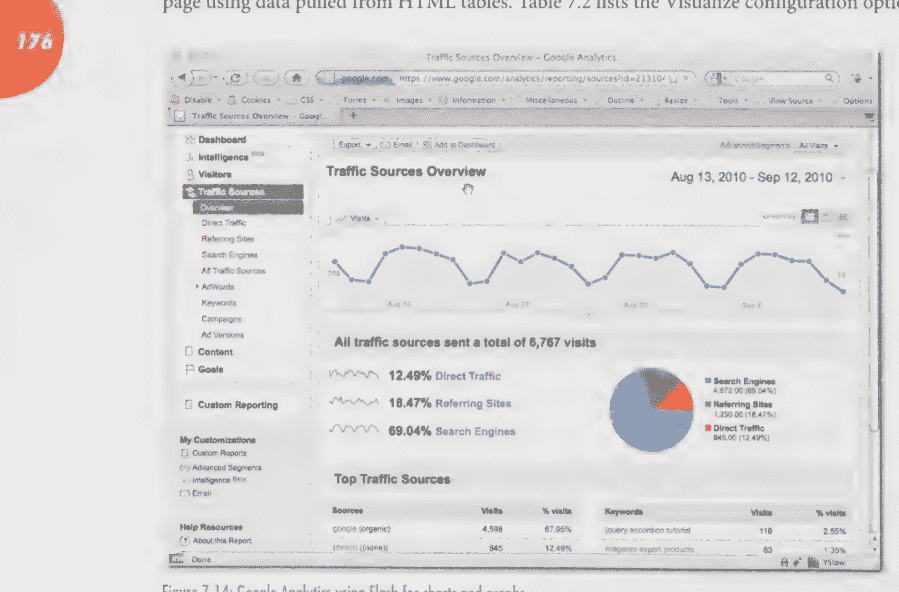 page using data pulled from HTML tables. Table 7.2 lists the Visualize configuration
176
Traffic Sources Overview – Google Analytics
google.com https://www.google.com/analytics/reporting/sources?id=21310
Disable Cookies CSS Forms Images Information Miscellaneous Outline Resize Tools View Source Options
Traffic Sources Overview – Googl...
Dashboard
Intelligence Beta
Visitors
Traffic Sources
Overview
Direct Traffic
Referring Sites
Search Engines
All Traffic Sources
AdWords
Keywords
Campaigns
Ad Versions
Content
Goals
Custom Reporting
My Customizations
Custom Reports
Advanced Segments
Intelligence Beta
Email
Help Resources
About this Report
Export Email Add to Dashboard
Advanced Segments All Visits
Traffic Sources Overview
Aug 13, 2010 - Sep 12, 2010
Visits
Aug 16 Aug 23 Aug 30 Sep 6
All traffic sources sent a total of 6,767 visits
12.49% Direct Traffic
18.47% Referring Sites
69.04% Search Engines
Search Engines
4,672.00 (69.04%)
Referring Sites
1,250.00 (18.47%)
Direct Traffic
845.00 (12.49%)
Top Traffic Sources
Sources Visits % visits
google (organic) 4,598 67.95%
(direct) ((none)) 845 12.49%
Keywords Visits % visits
jquery accordion tutorial 2.55%
magento export products 1.35%
Done
YSlow
Figure 7.14: Google Analytics using Flash for charts and graphs